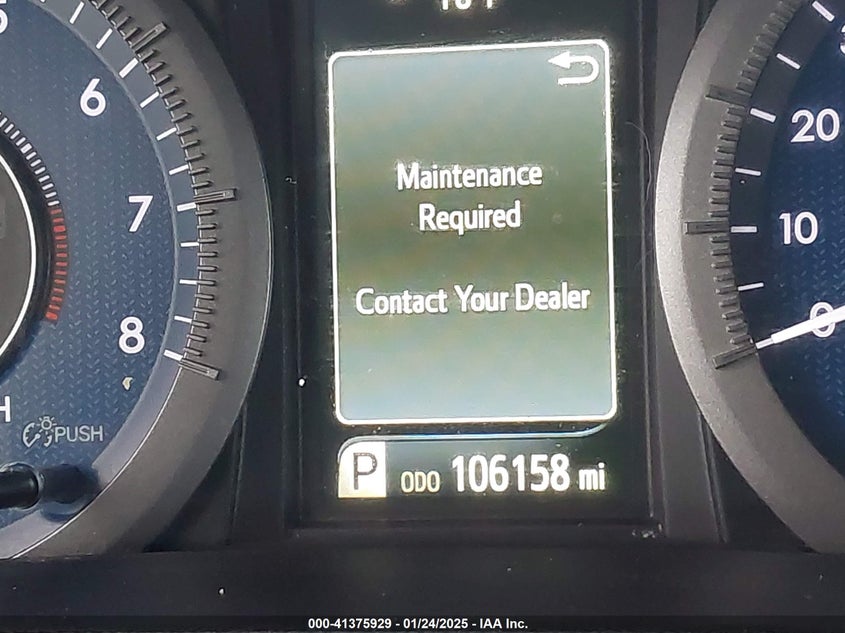 6
7
8
PUSH
Maintenance
Required
Contact Your Dealer
P ODO 106158 mi
20
10
0
000-41375929 - 01/24/2025 - IAA Inc.